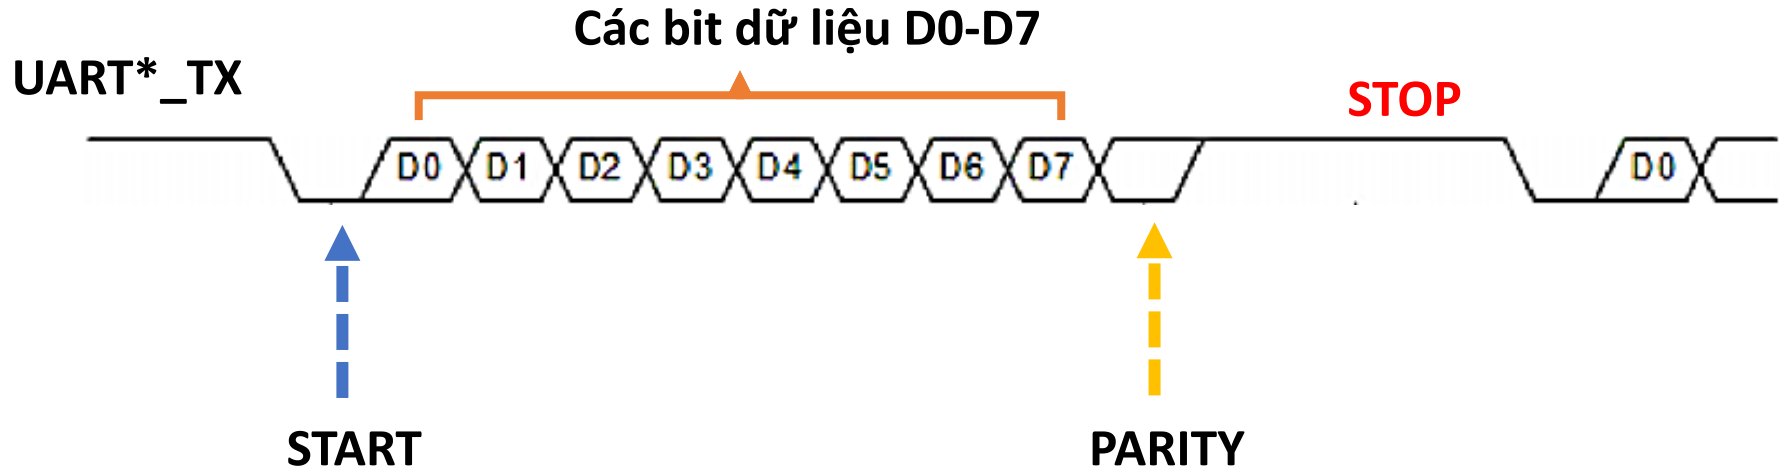 Các bit dữ liệu D0-D7
UART*_TX
STOP
D0 D1 D2 D3 D4 D5 D6 D7 D0
START PARITY